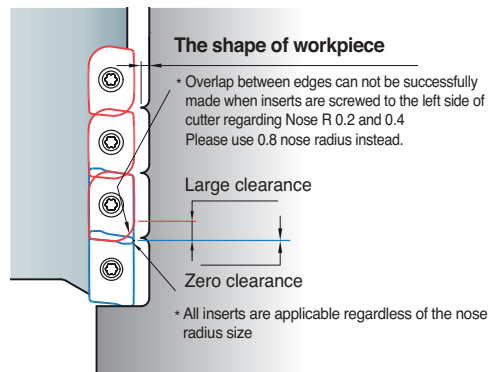 The shape of workpiece
* Overlap between edges can not be successfully
made when inserts are screwed to the left side of
cutter regarding Nose R 0.2 and 0.4
Please use 0.8 nose radius instead.
Large clearance
Zero clearance
* All inserts are applicable regardless of the nose
radius size